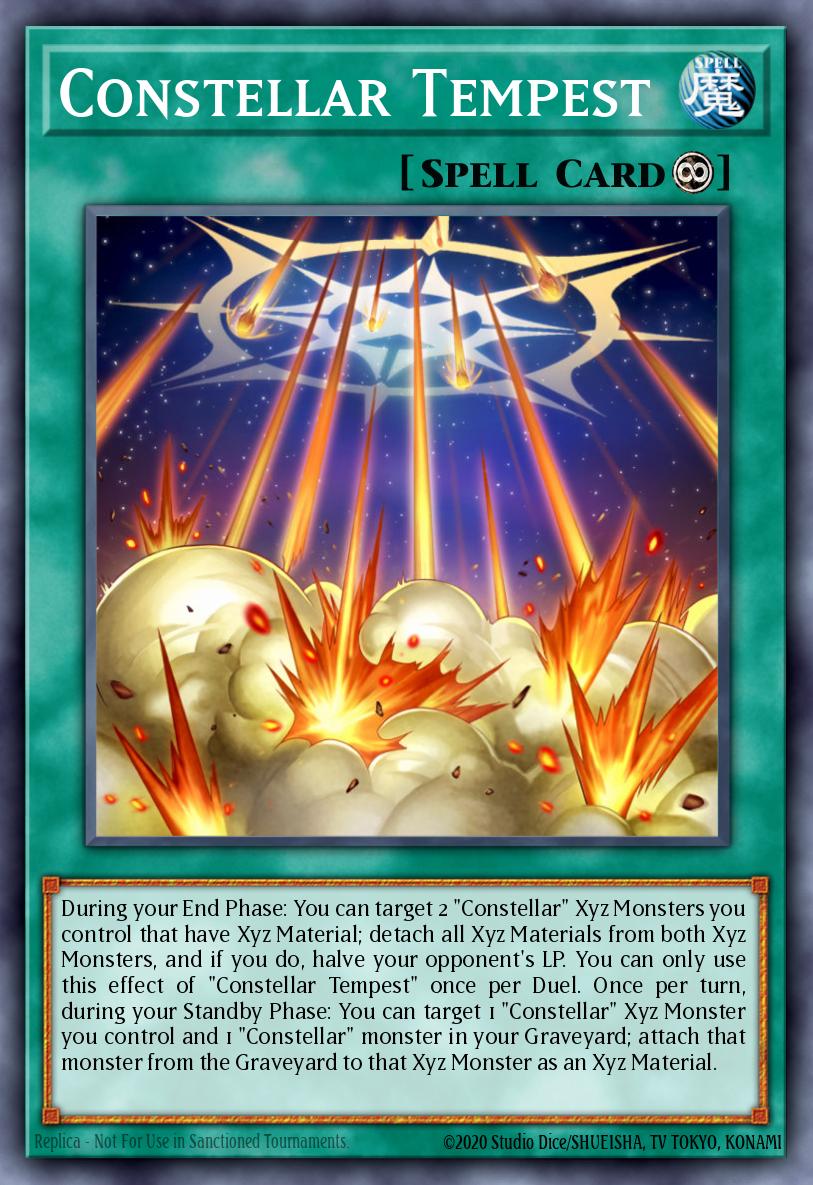 Constellar Tempest
SPELL
魔
[Spell Card]
During your End Phase: You can target 2 "Constellar" Xyz Monsters you
control that have Xyz Material; detach all Xyz Materials from both Xyz
Monsters, and if you do, halve your opponent's LP. You can only use
this effect of "Constellar Tempest" once per Duel. Once per turn,
during your Standby Phase: You can target 1 "Constellar" Xyz Monster
you control and 1 "Constellar" monster in your Graveyard; attach that
monster from the Graveyard to that Xyz Monster as an Xyz Material.
Replica - Not For Use in Sanctioned Tournaments.
©2020 Studio Dice/SHUEISHA, TV TOKYO, KONAMI